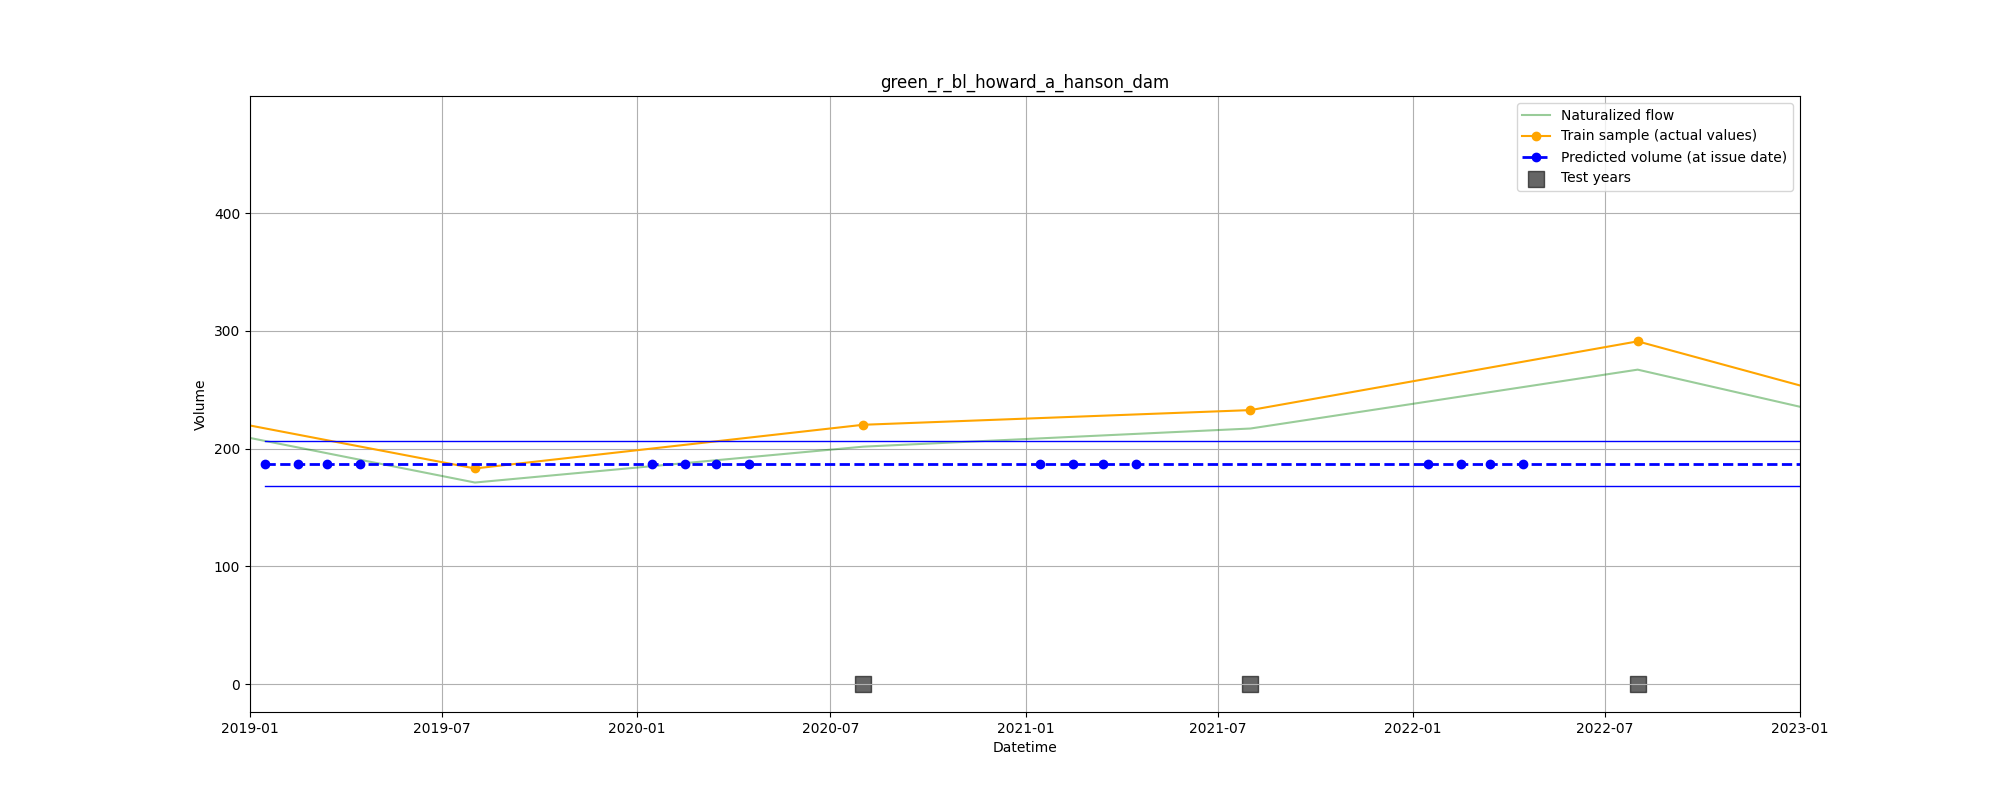 green_r_bl_howard_a_hanson_dam
Naturalized flow
Train sample (actual values)
Predicted volume (at issue date)
Test years
Volume
400
300
200
100
0
2019-01 2019-07 2020-01 2020-07 2021-01 2021-07 2022-01 2022-07 2023-01
Datetime